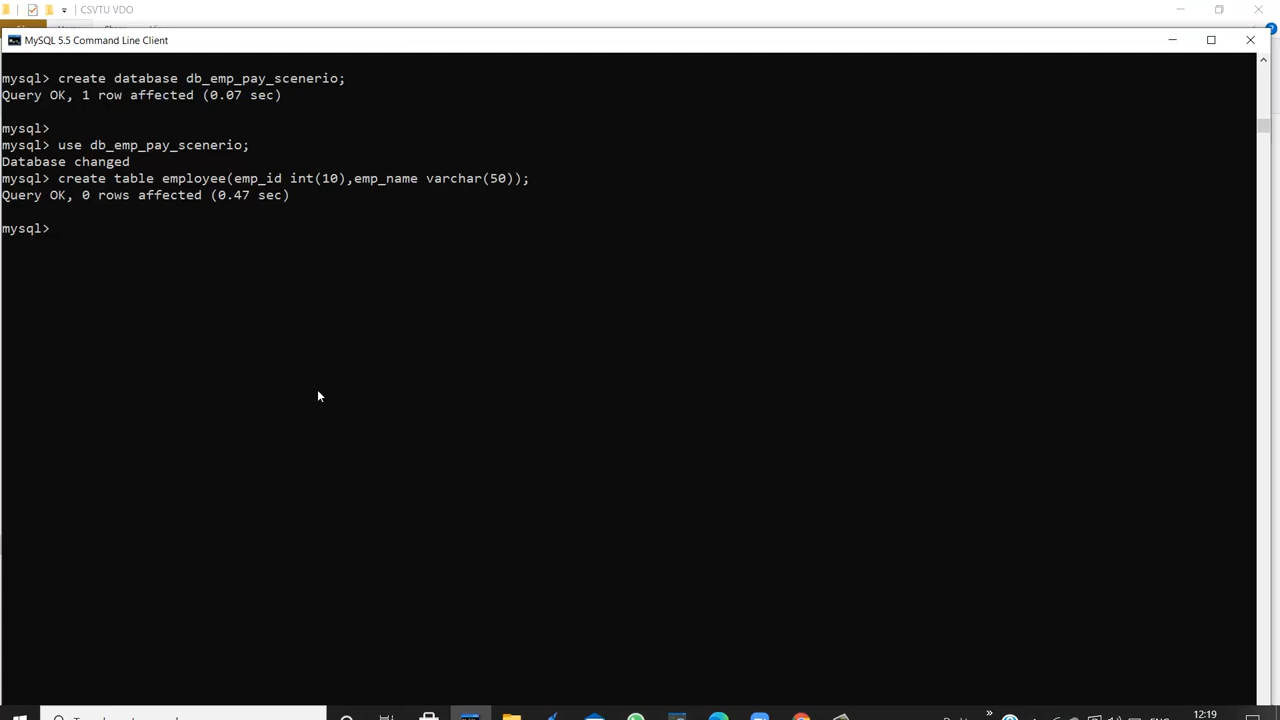 CSVTU VDO
MySQL 5.5 Command Line Client
mysql> create database db_emp_pay_scenerio;
Query OK, 1 row affected (0.07 sec)
mysql>
mysql> use db_emp_pay_scenerio;
Database changed
mysql> create table employee(emp_id int(10),emp_name varchar(50));
Query OK, 0 rows affected (0.47 sec)
mysql>
12:19